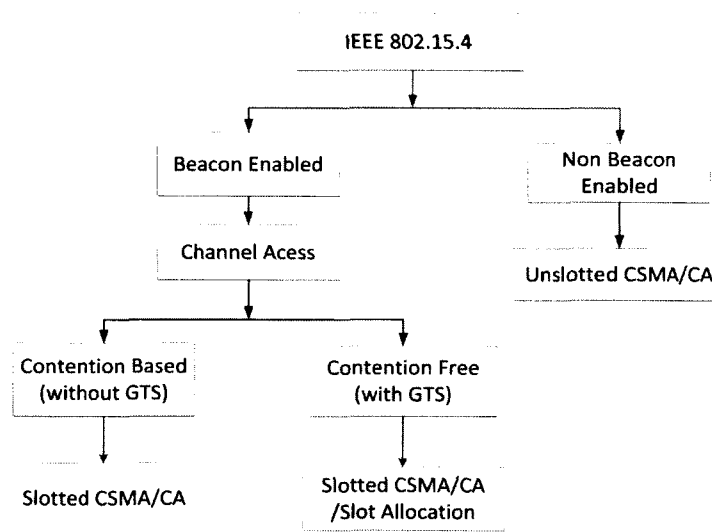 IEEE 802.15.4
Beacon Enabled
Non Beacon
Enabled
Channel Acess
Unslotted CSMA/CA
Contention Based
(without GTS)
Contention Free
(with GTS)
Slotted CSMA/CA
Slotted CSMA/CA
/Slot Allocation